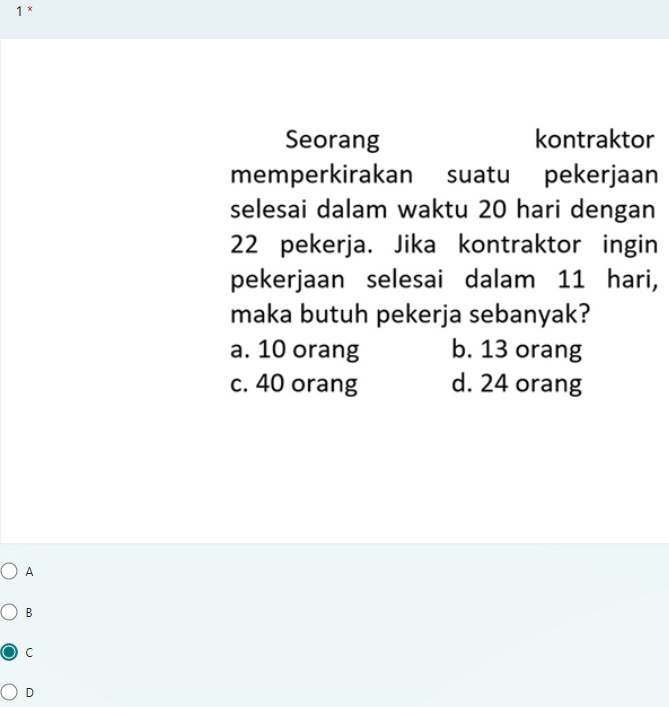 1 *
Seorang kontraktor
memperkirakan suatu pekerjaan
selesai dalam waktu 20 hari dengan
22 pekerja. Jika kontraktor ingin
pekerjaan selesai dalam 11 hari,
maka butuh pekerja sebanyak?
a. 10 orang b. 13 orang
c. 40 orang d. 24 orang
A
B
C
D